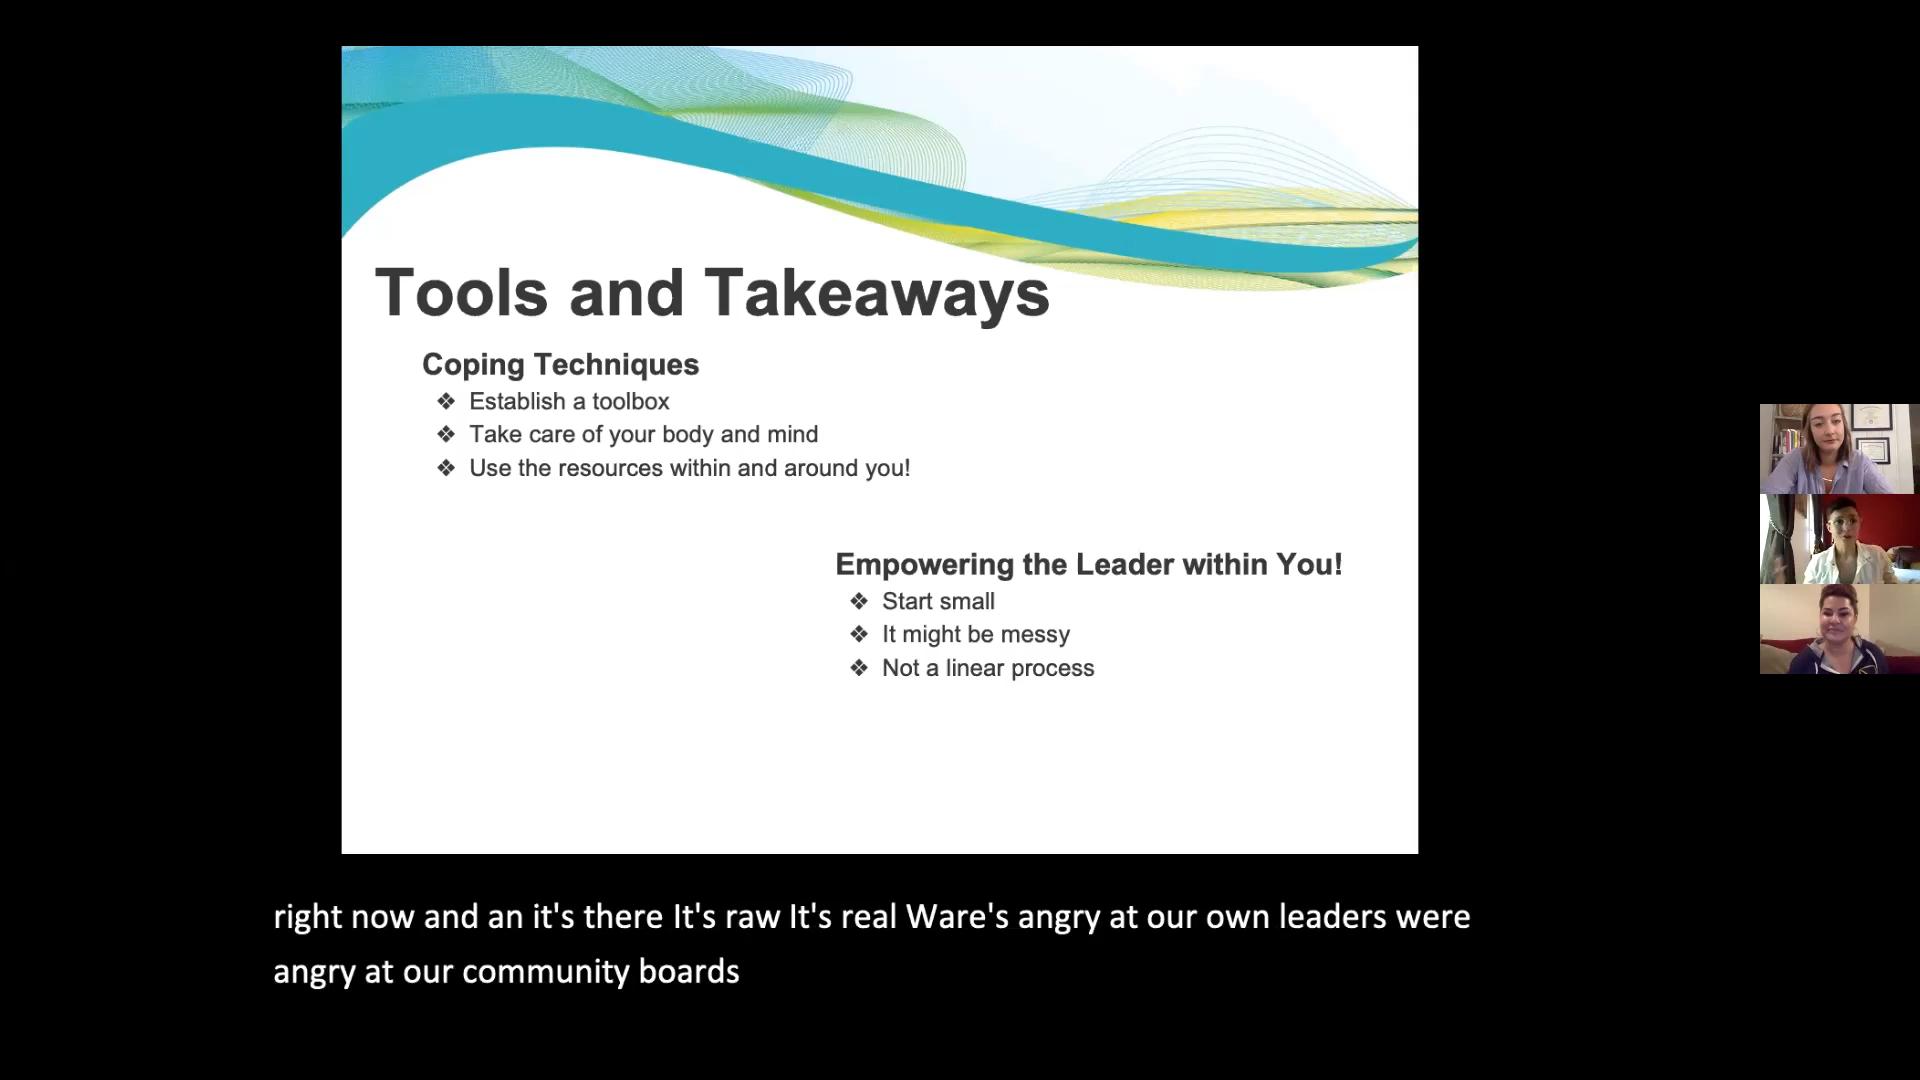 Tools and Takeaways
Coping Techniques
❖ Establish a toolbox
❖ Take care of your body and mind
❖ Use the resources within and around you!
Empowering the Leader within You!
❖ Start small
❖ It might be messy
❖ Not a linear process
right now and an it's there It's raw It's real Ware's angry at our own leaders were
angry at our community boards